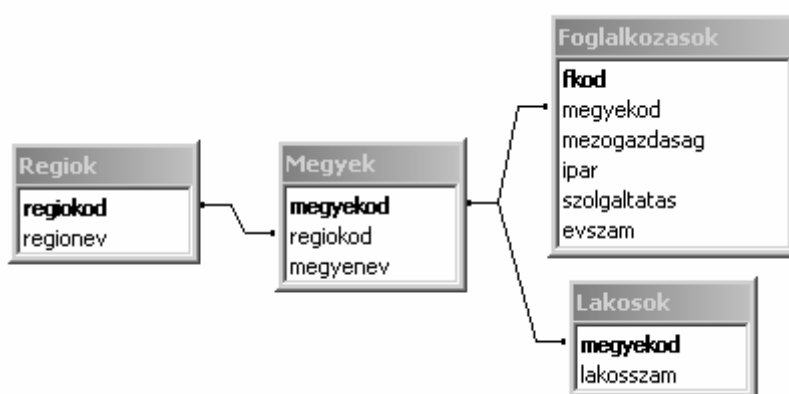 Regiok
regiokod
regionev
Megyek
megyekod
regiokod
megyenev
Foglalkozasok
fkod
megyekod
mezogazdasag
ipar
szolgaltatas
evszam
Lakosok
megyekod
lakosszam